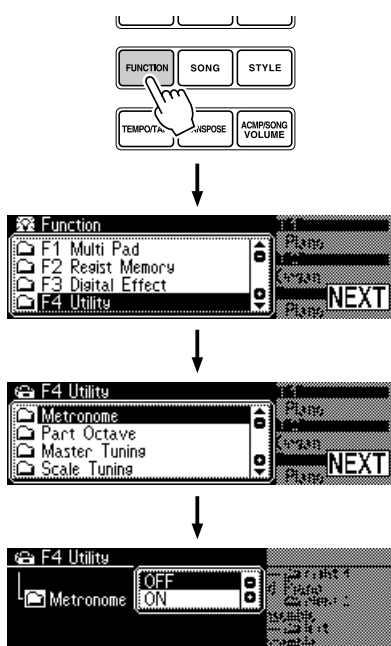 FUNCTION SONG STYLE
TEMPO/TA NSPOSE ACMP/SONG VOLUME
Function
F1 Multi Pad
F2 Regist Memory
F3 Digital Effect
F4 Utility
Piano
Piano
NEXT
F4 Utility
Metronome
Part Octave
Master Tuning
Scale Tuning
Piano
Piano
NEXT
F4 Utility
Metronome
OFF
ON